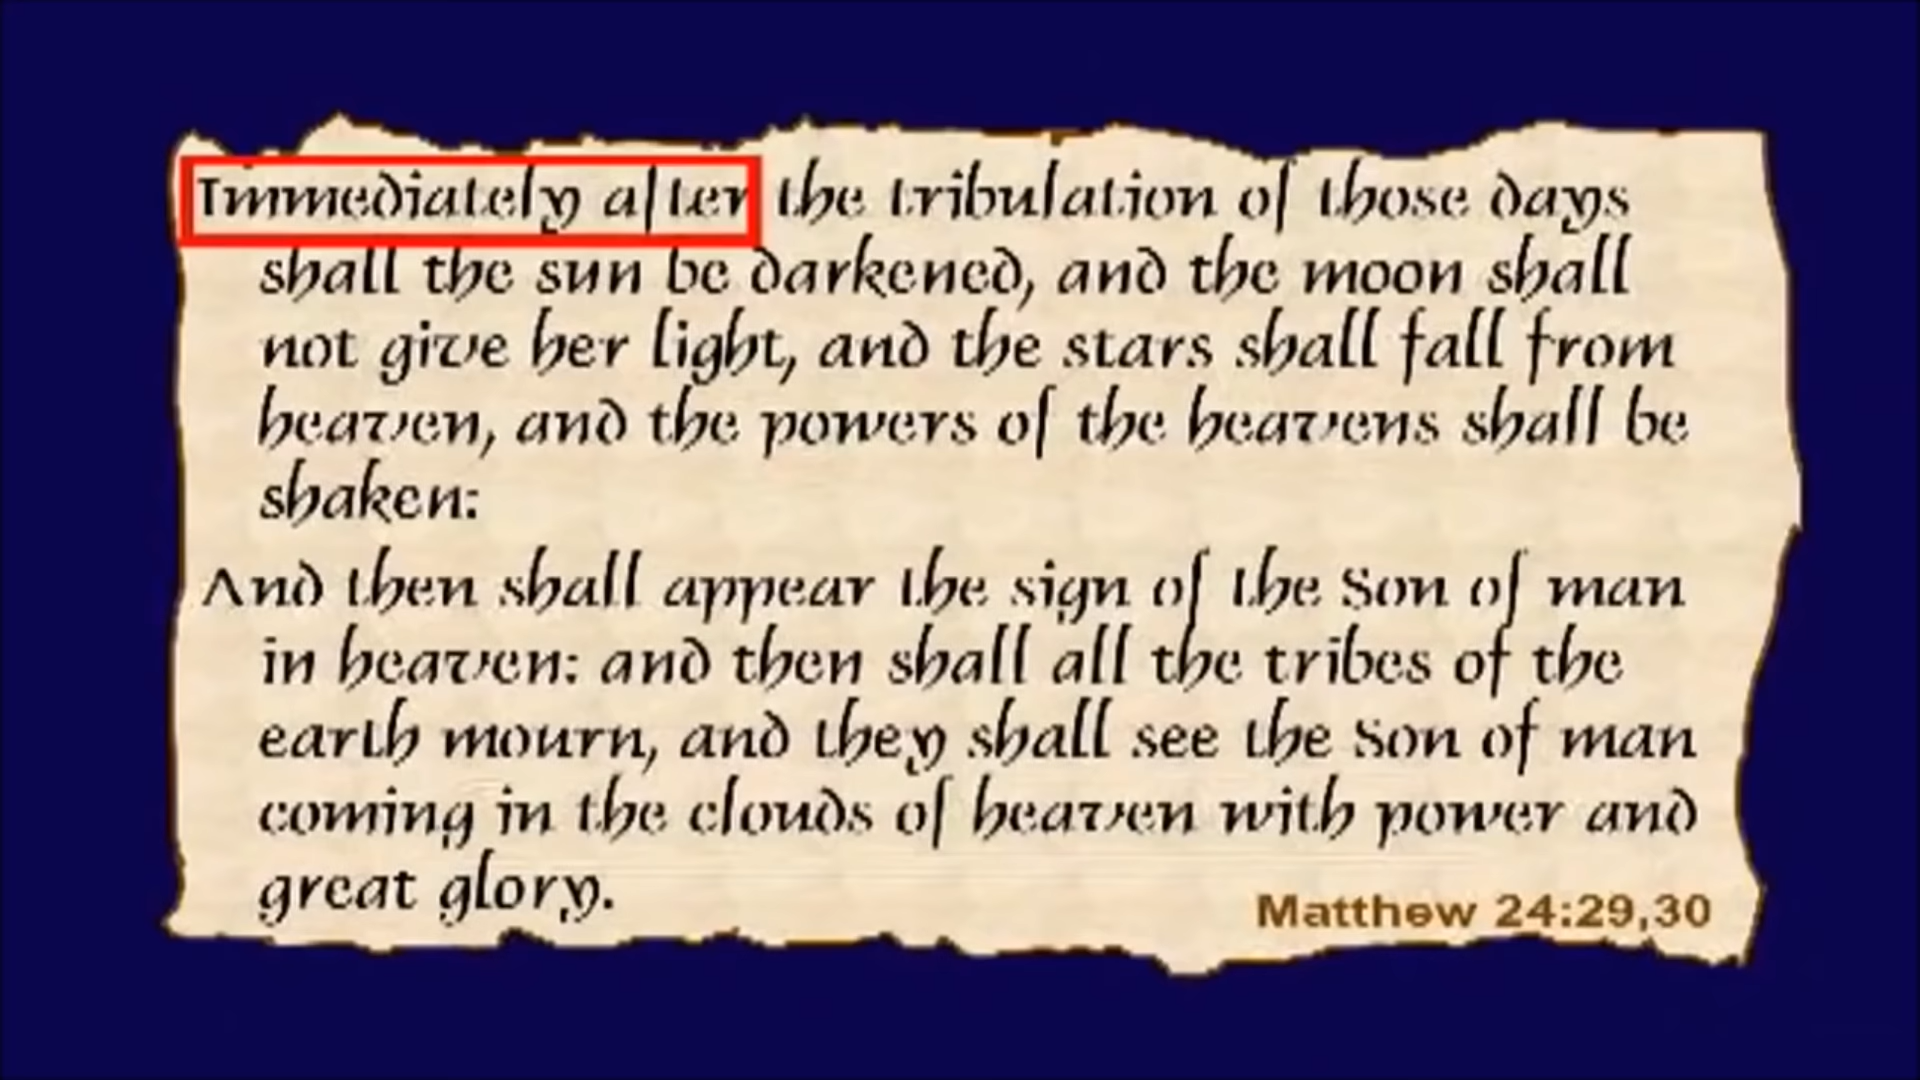 Immediately after the tribulation of those days
shall the sun be darkened, and the moon shall
not give her light, and the stars shall fall from
heaven, and the powers of the heavens shall be
shaken:
And then shall appear the sign of the Son of man
in heaven: and then shall all the tribes of the
earth mourn, and they shall see the Son of man
coming in the clouds of heaven with power and
great glory.
Matthew 24:29,30